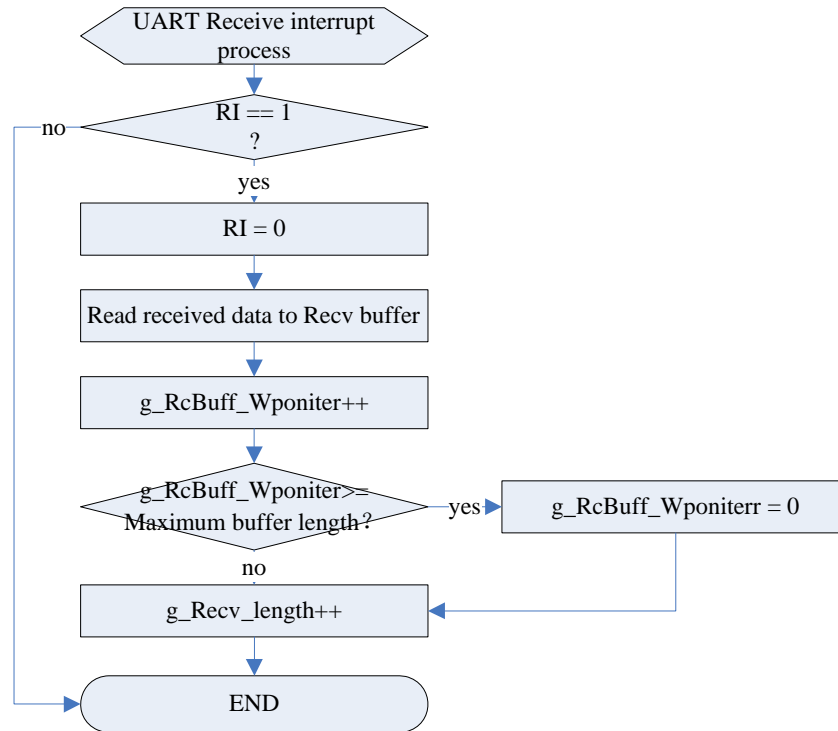 UART Receive interrupt
process
RI == 1
?
no
yes
RI = 0
Read received data to Recv buffer
g_RcBuff_Wponiter++
g_RcBuff_Wponiter>=
Maximum buffer length？
yes
g_RcBuff_Wponiterr = 0
no
g_Recv_length++
END